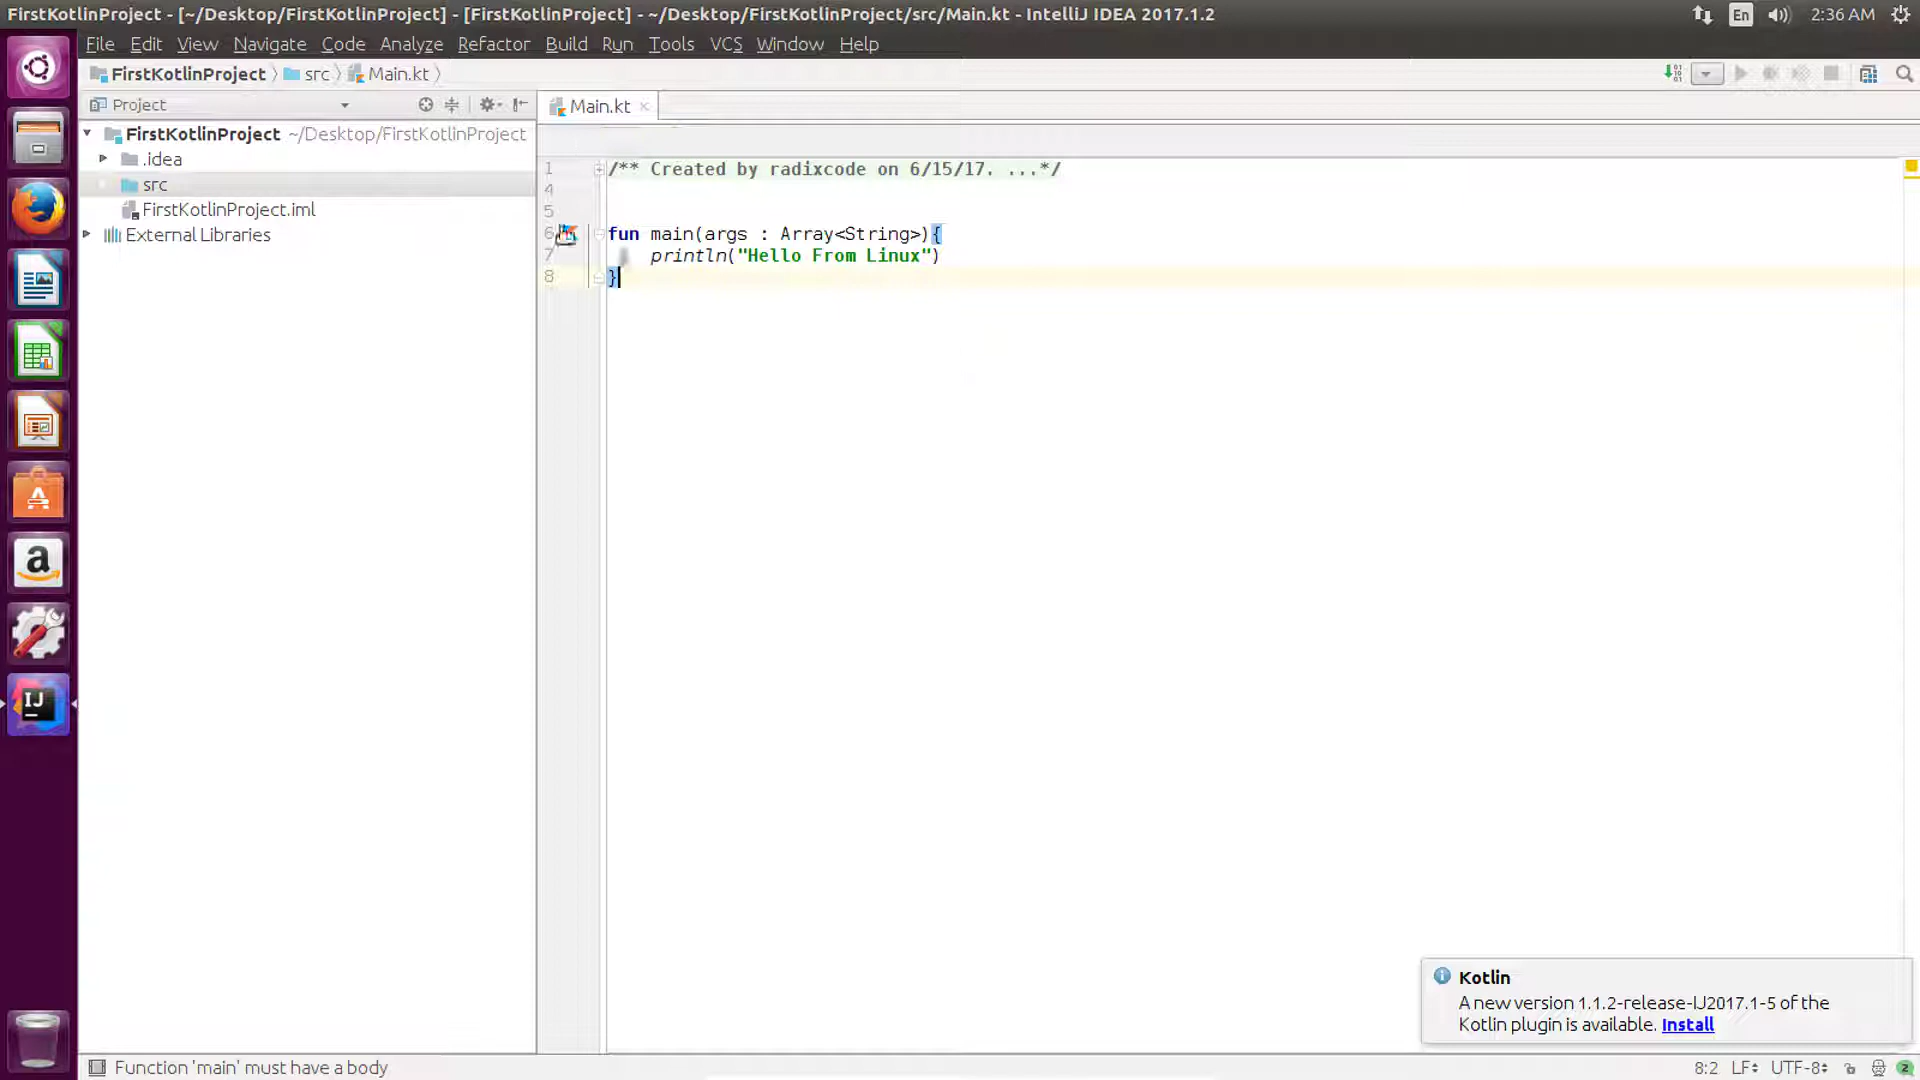 FirstKotlinProject - [~/Desktop/FirstKotlinProject] - [FirstKotlinProject] - ~/Desktop/FirstKotlinProject/src/Main.kt - IntelliJ IDEA 2017.1.2
En
2:36 AM
File Edit View Navigate Code Analyze Refactor Build Run Tools VCS Window Help
FirstKotlinProject src Main.kt
Project
Main.kt
FirstKotlinProject ~/Desktop/FirstKotlinProject
.idea
src
FirstKotlinProject.iml
External Libraries
1 /** Created by radixcode on 6/15/17. ...*/
4
5
6 fun main(args : Array<String>){
7 println("Hello From Linux")
8 }
Kotlin
A new version 1.1.2-release-IJ2017.1-5 of the
Kotlin plugin is available. Install
Function 'main' must have a body
8:2 LF UTF-8 2